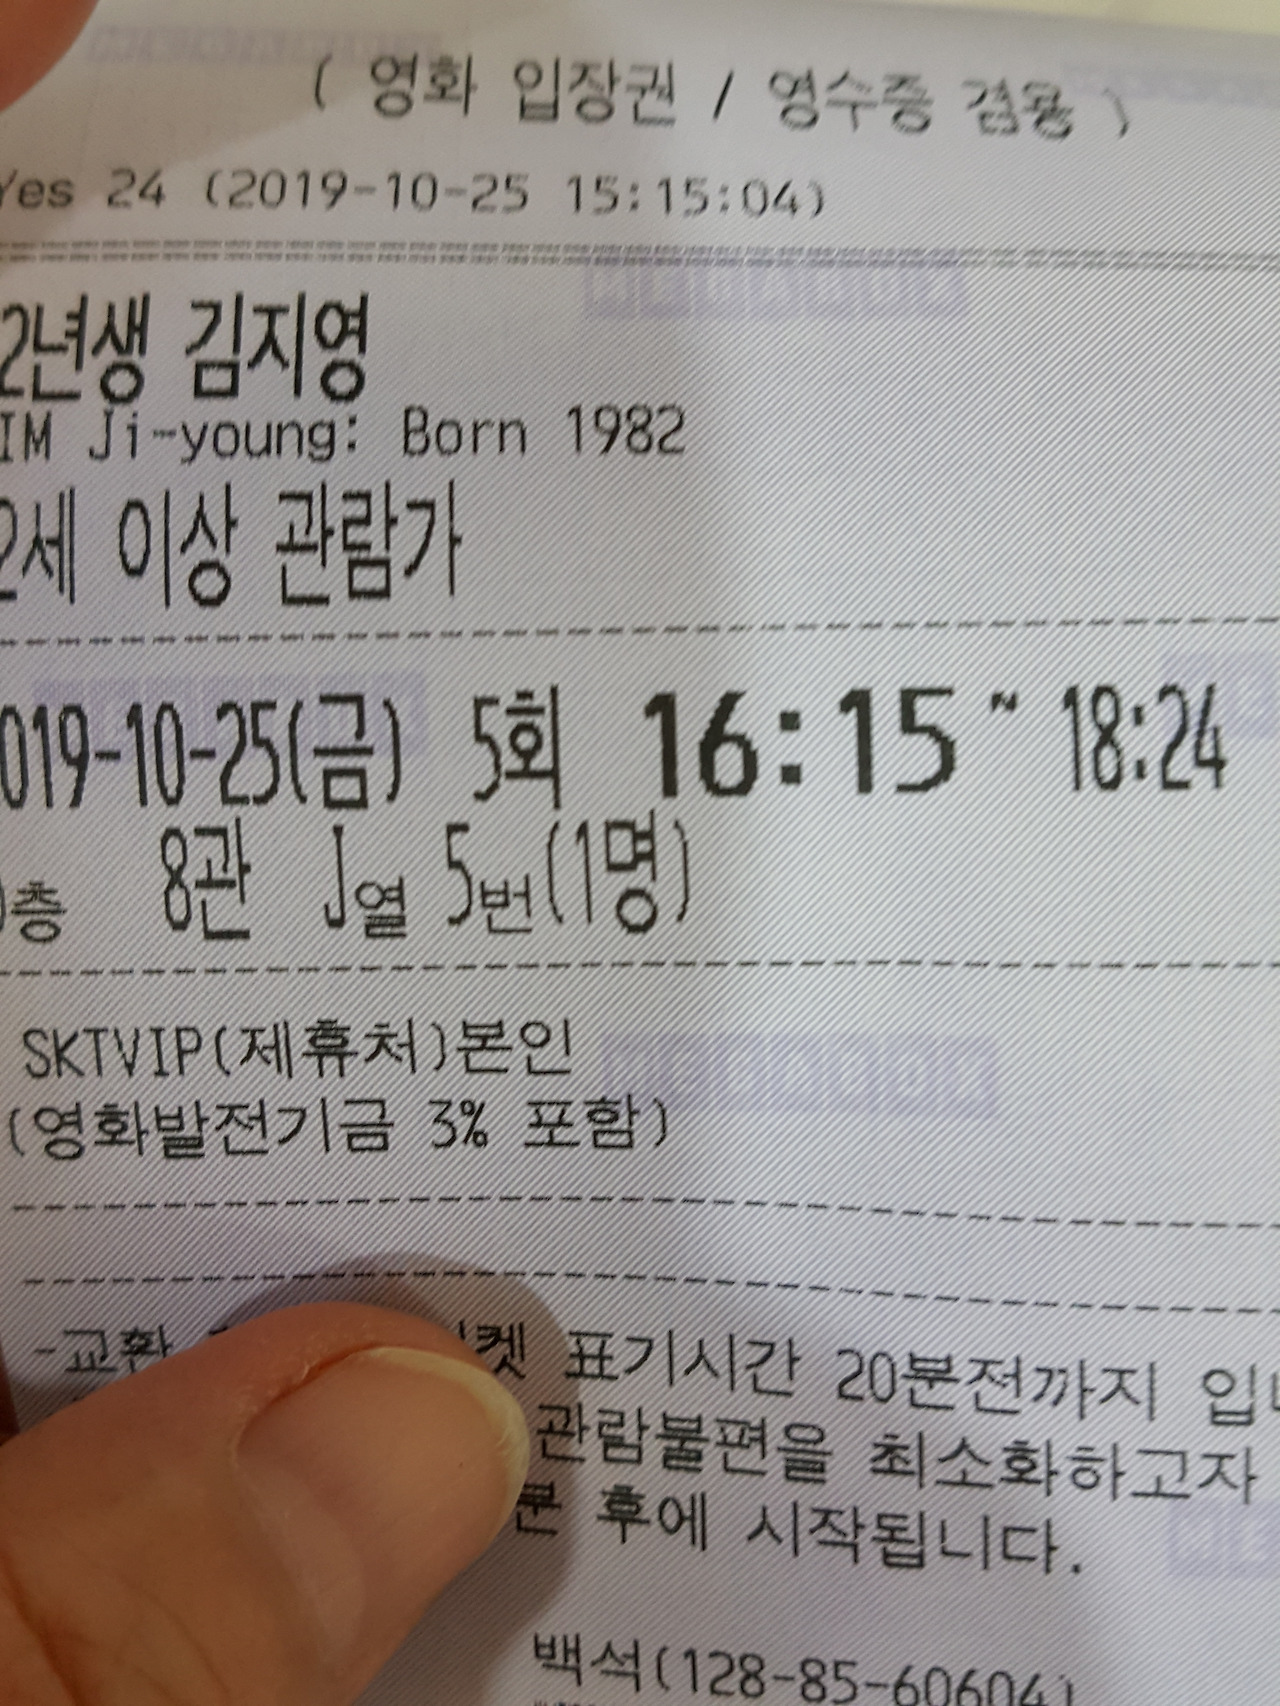 ( 영화 입장권 / 영수증 겸용 )
Yes 24 (2019-10-25 15:15:04)
2년생 김지영
IM Ji-young: Born 1982
2세 이상 관람가
019-10-25(금) 5회 16:15 ~ 18:24
층 8관 J열 5번(1명)
SKTVIP(제휴처)본인
(영화발전기금 3% 포함)
-교환 켓 표기시간 20분전까지 입
관람불편을 최소화하고자
분 후에 시작됩니다.
백석(128-85-60604)